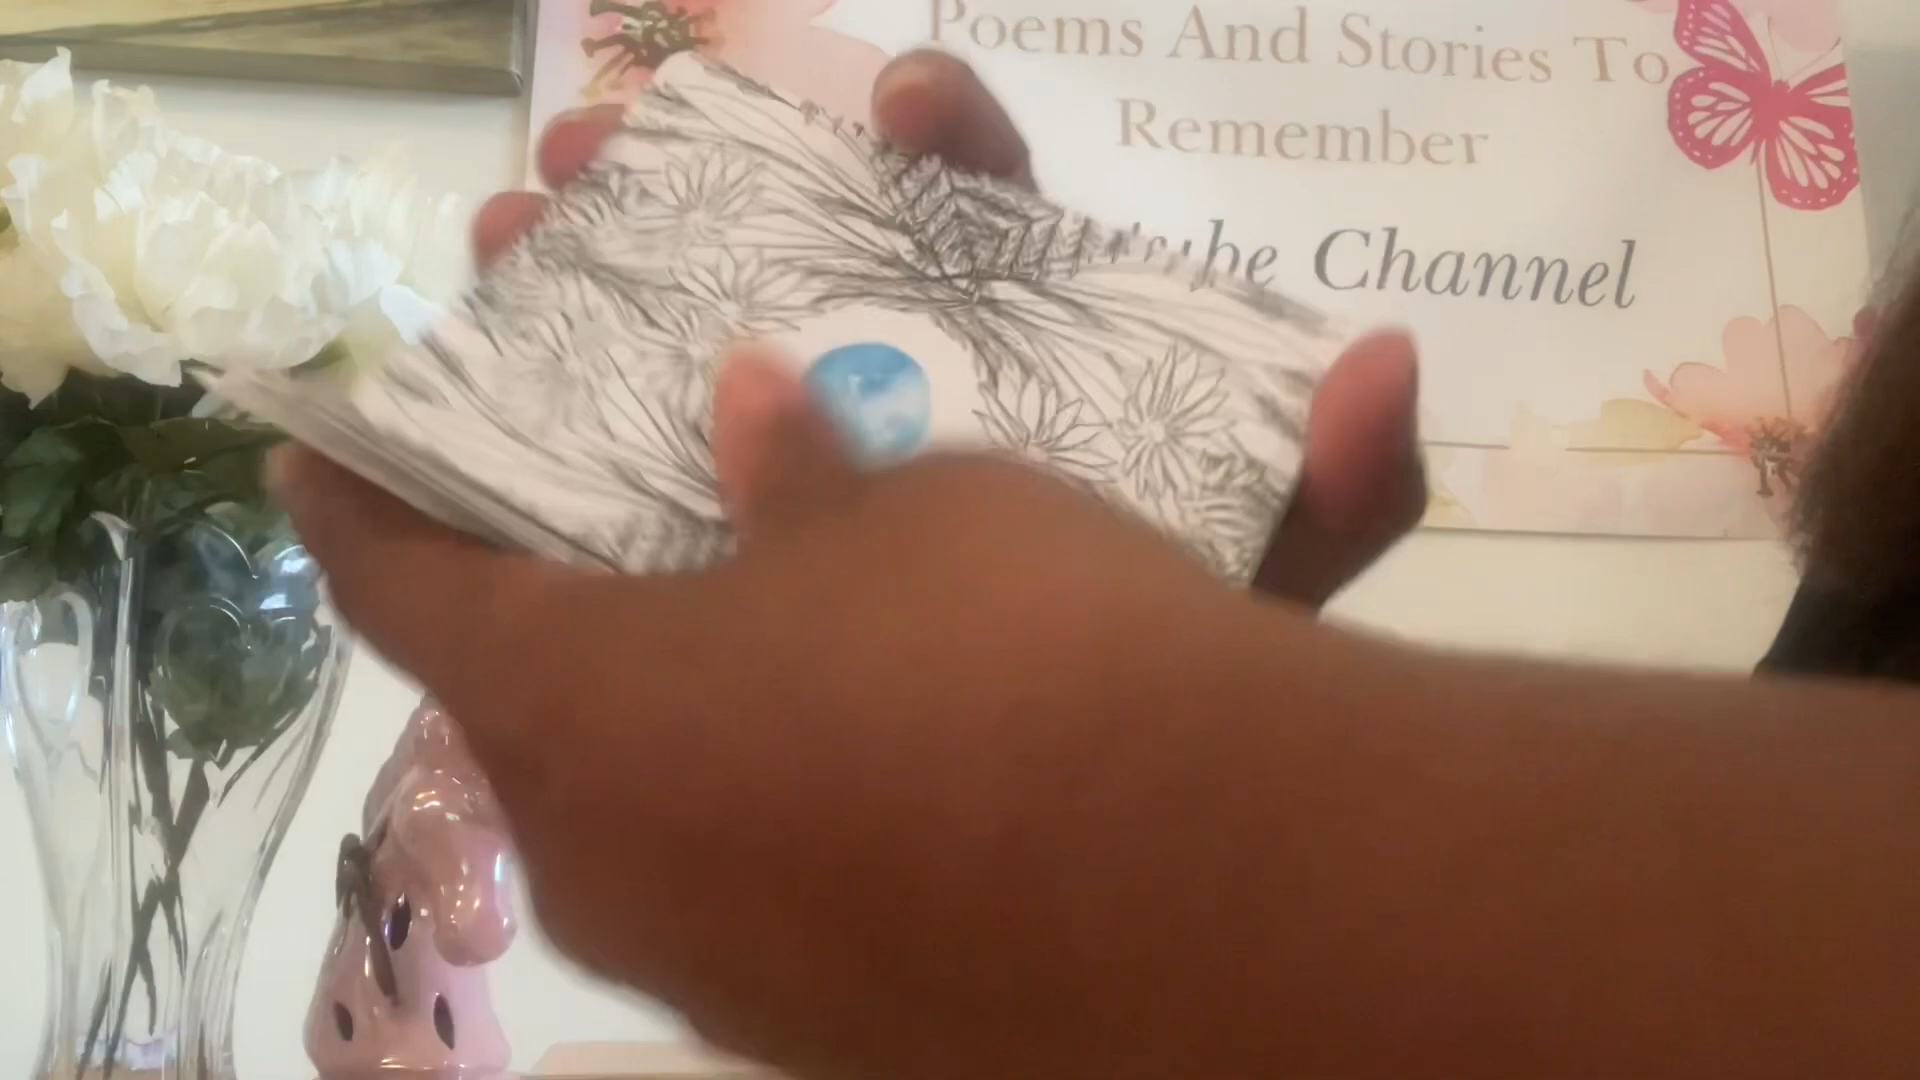 Poems And Stories To
Remember
Channel